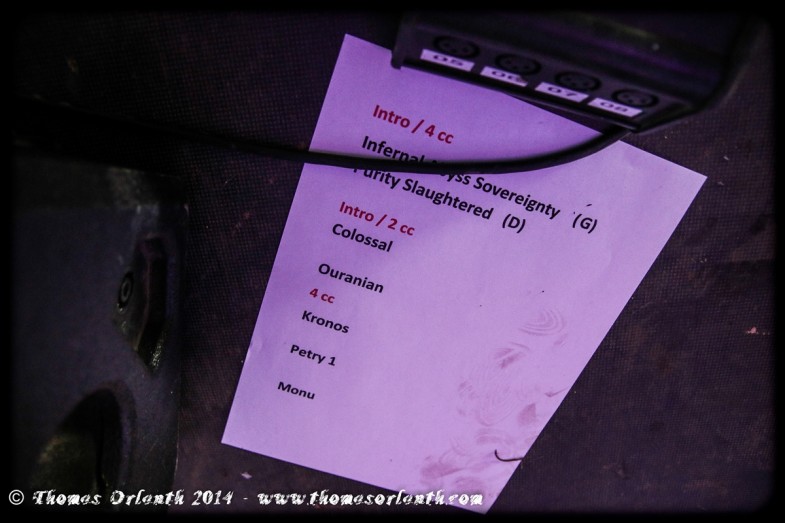 05 06 07 08
Intro / 4 cc
Infernal Abyss Sovereignty (G)
Purity Slaughtered (D)
Intro / 2 cc
Colossal
Ouranian
4 cc
Kronos
Petry 1
Monu
© Thomas Orlanth 2014 - www.thomasorlanth.com